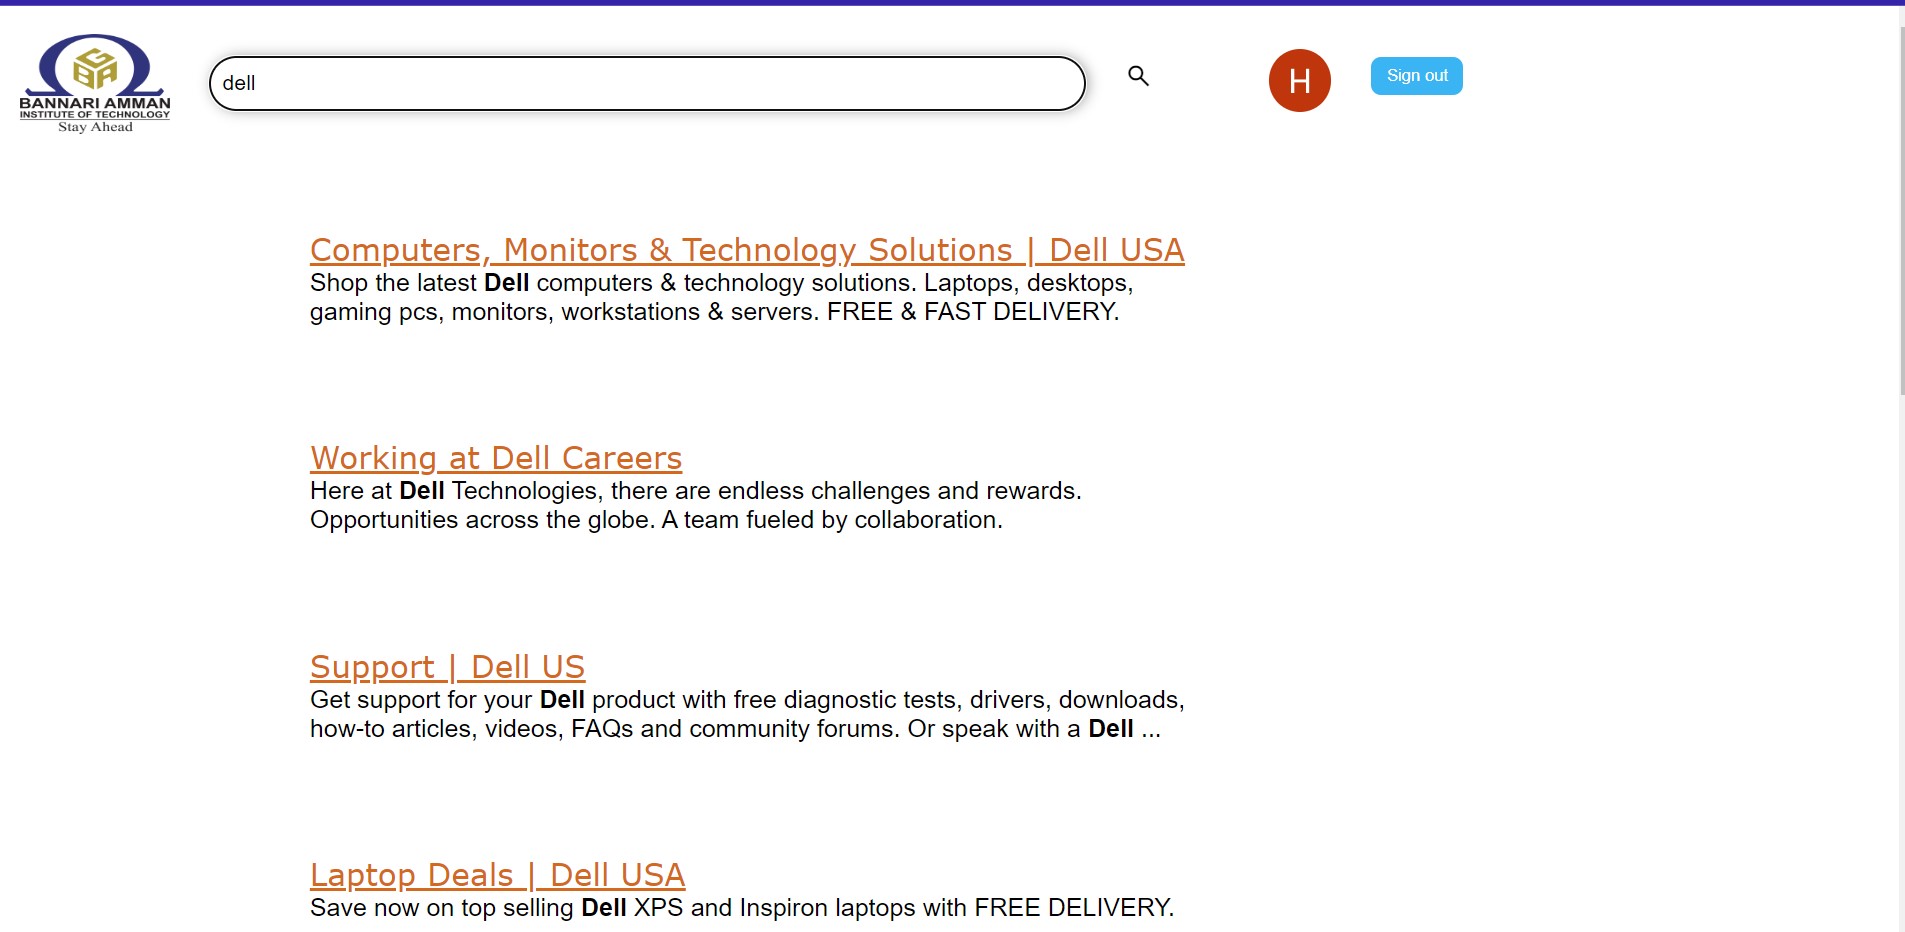 GBA
BANNARI AMMAN
INSTITUTE OF TECHNOLOGY
Stay Ahead
dell
H
Sign out
Computers, Monitors & Technology Solutions | Dell USA
Shop the latest Dell computers & technology solutions. Laptops, desktops,
gaming pcs, monitors, workstations & servers. FREE & FAST DELIVERY.
Working at Dell Careers
Here at Dell Technologies, there are endless challenges and rewards.
Opportunities across the globe. A team fueled by collaboration.
Support | Dell US
Get support for your Dell product with free diagnostic tests, drivers, downloads,
how-to articles, videos, FAQs and community forums. Or speak with a Dell ...
Laptop Deals | Dell USA
Save now on top selling Dell XPS and Inspiron laptops with FREE DELIVERY.